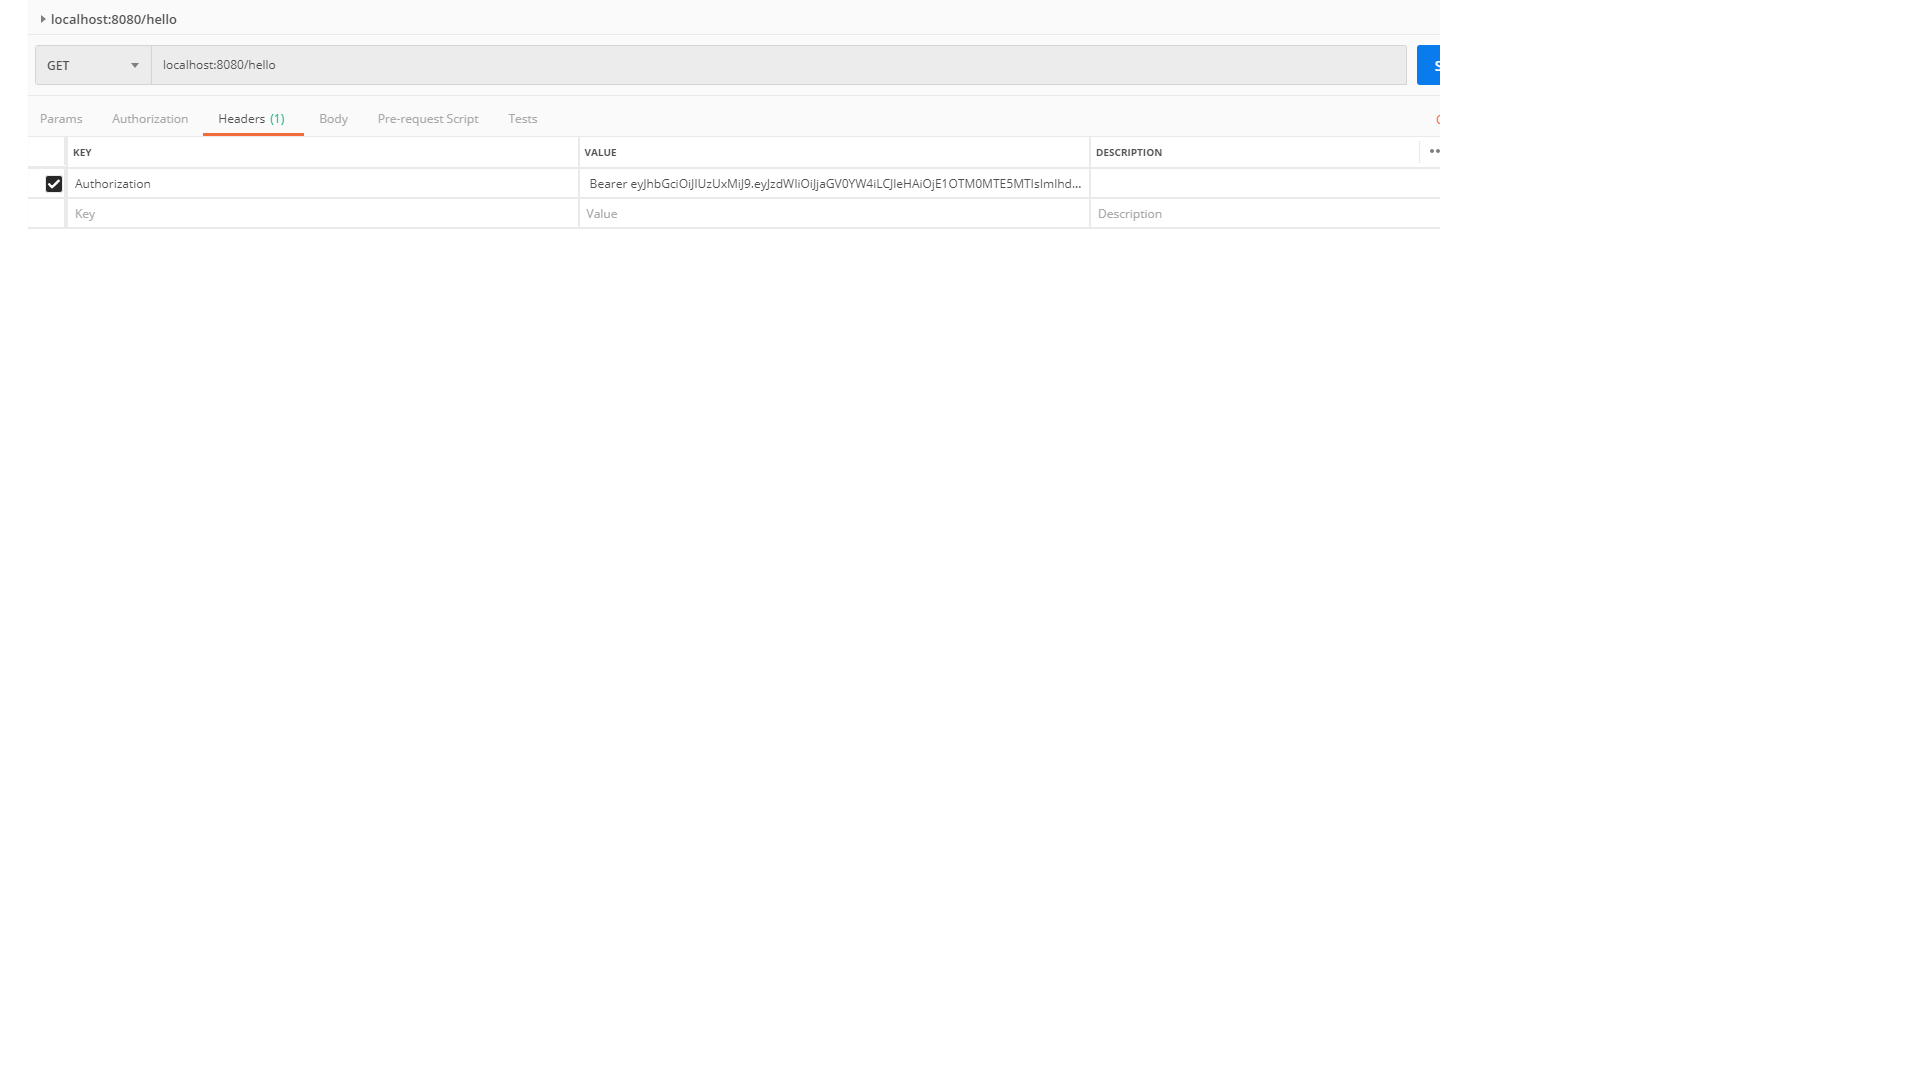 localhost:8080/hello
GET localhost:8080/hello
Params Authorization Headers (1) Body Pre-request Script Tests
KEY VALUE DESCRIPTION
Authorization Bearer eyJhbGciOiJIUzUxMiJ9.eyJzdWIiOiJjaGV0YW4iLCJleHAiOjE1OTM0MTE5MTIsImlhd...
Key Value Description